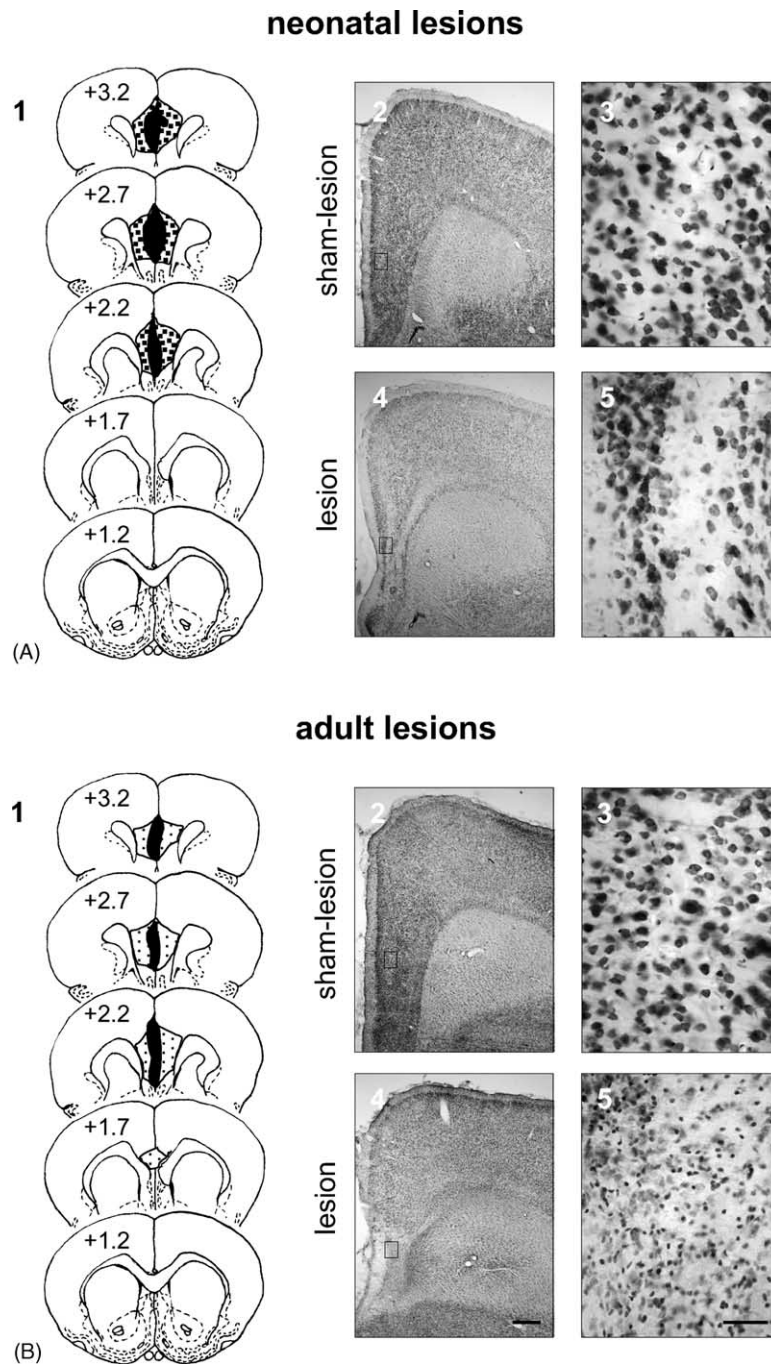 neonatal lesions
1
+3.2
+2.7
+2.2
+1.7
+1.2
(A)
sham-lesion
2
3
lesion
4
5
adult lesions
1
+3.2
+2.7
+2.2
+1.7
+1.2
(B)
sham-lesion
2
3
lesion
4
5